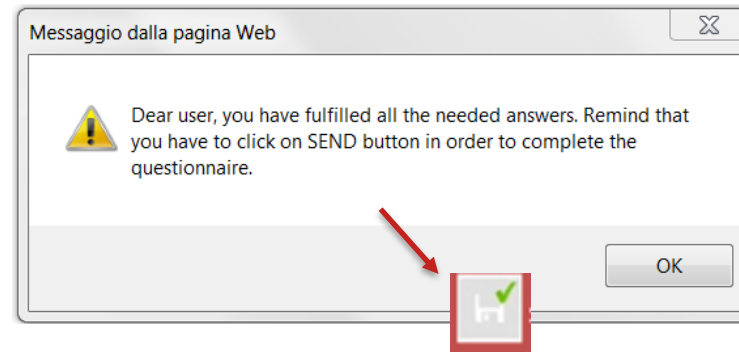 Messaggio dalla pagina Web
Dear user, you have fulfilled all the needed answers. Remind that
you have to click on SEND button in order to complete the
questionnaire.
OK